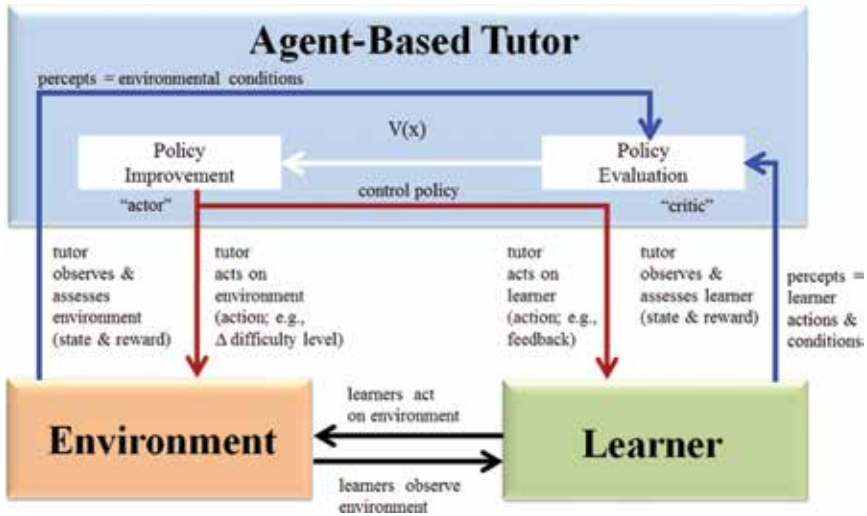 Agent-Based Tutor
percepts = environmental conditions
V(x)
Policy
Improvement
Policy
Evaluation
control policy
“actor”
“critic”
tutor
observes &
assesses
environment
(state & reward)
tutor
acts on
environment
(action; e.g.,
Δ difficulty level)
tutor
acts on
learner
(action; e.g.,
feedback)
tutor
observes &
assesses learner
(state & reward)
percepts =
learner
actions &
conditions
Environment
learners act
on environment
learners observe
environment
Learner